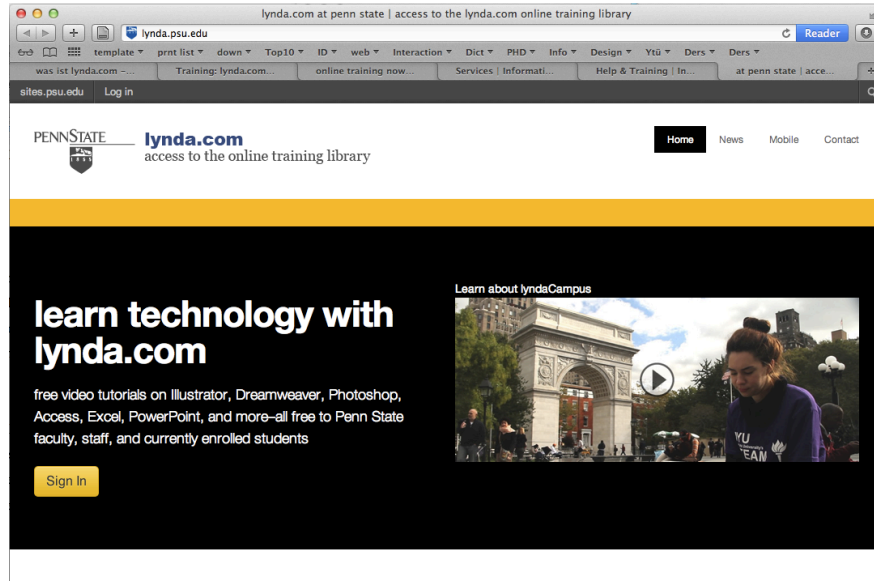 lynda.com at penn state | access to the lynda.com online training library
lynda.psu.edu
Reader
template prnt list down Top10 ID web Interaction Dict PHD Info Design Ytü Ders Ders
was ist lynda.com –... Training: lynda.com... online training now... Services | Informati... Help & Training | In... at penn state | acce...
sites.psu.edu Log in
PENNSTATE
1855
lynda.com
access to the online training library
Home News Mobile Contact
Learn about lyndaCampus
learn technology with
lynda.com
free video tutorials on Illustrator, Dreamweaver, Photoshop,
Access, Excel, PowerPoint, and more–all free to Penn State
faculty, staff, and currently enrolled students
Sign In